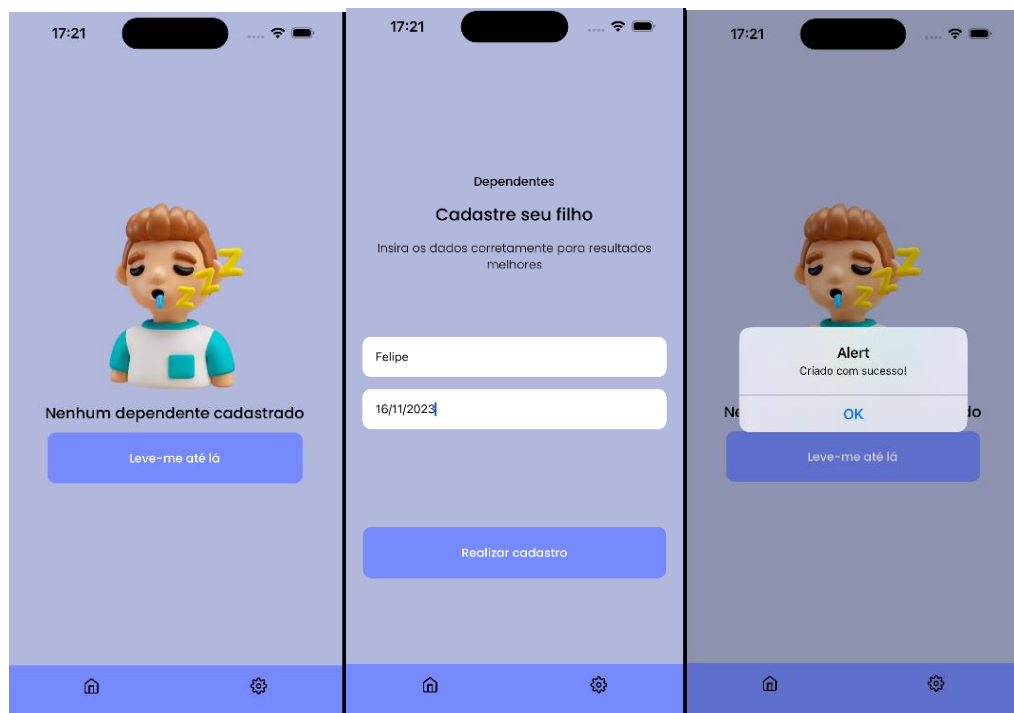 17:21
Nenhum dependente cadastrado
Leve-me até lá
17:21
Dependentes
Cadastre seu filho
Insira os dados corretamente para resultados
melhores
Felipe
16/11/2023
Realizar cadastro
17:21
Alert
Criado com sucesso!
OK
Ne do
Leve-me até lá